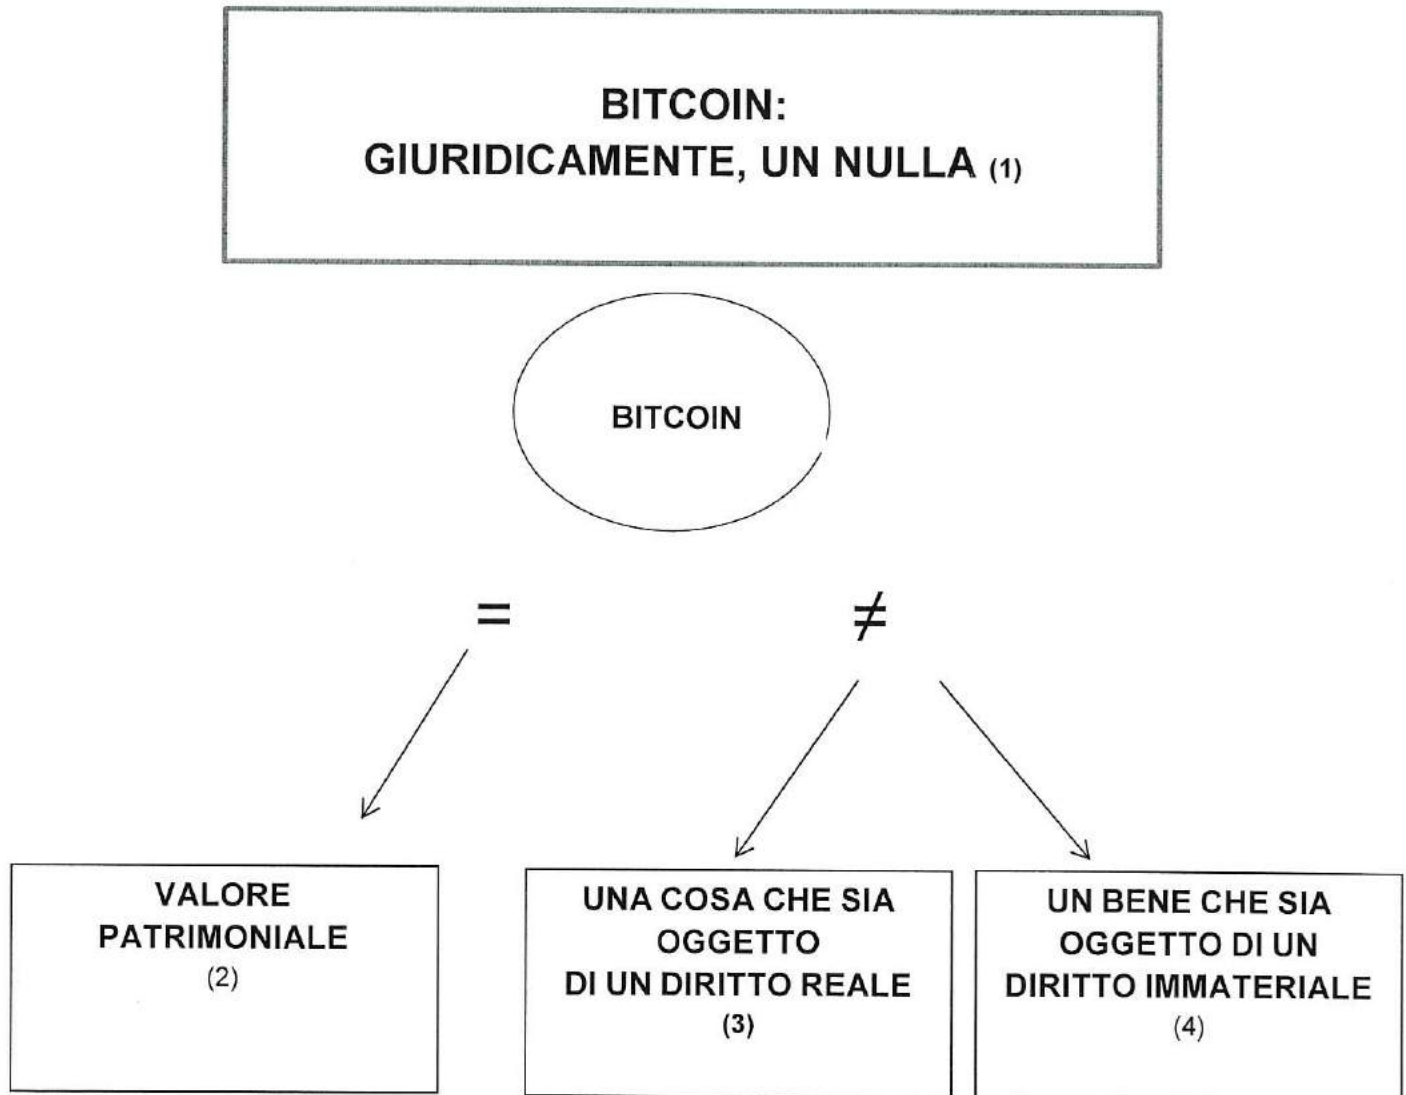 BITCOIN:
GIURIDICAMENTE, UN NULLA (1)
BITCOIN
=
≠
VALORE
PATRIMONIALE
(2)
UNA COSA CHE SIA
OGGETTO
DI UN DIRITTO REALE
(3)
UN BENE CHE SIA
OGGETTO DI UN
DIRITTO IMMATERIALE
(4)